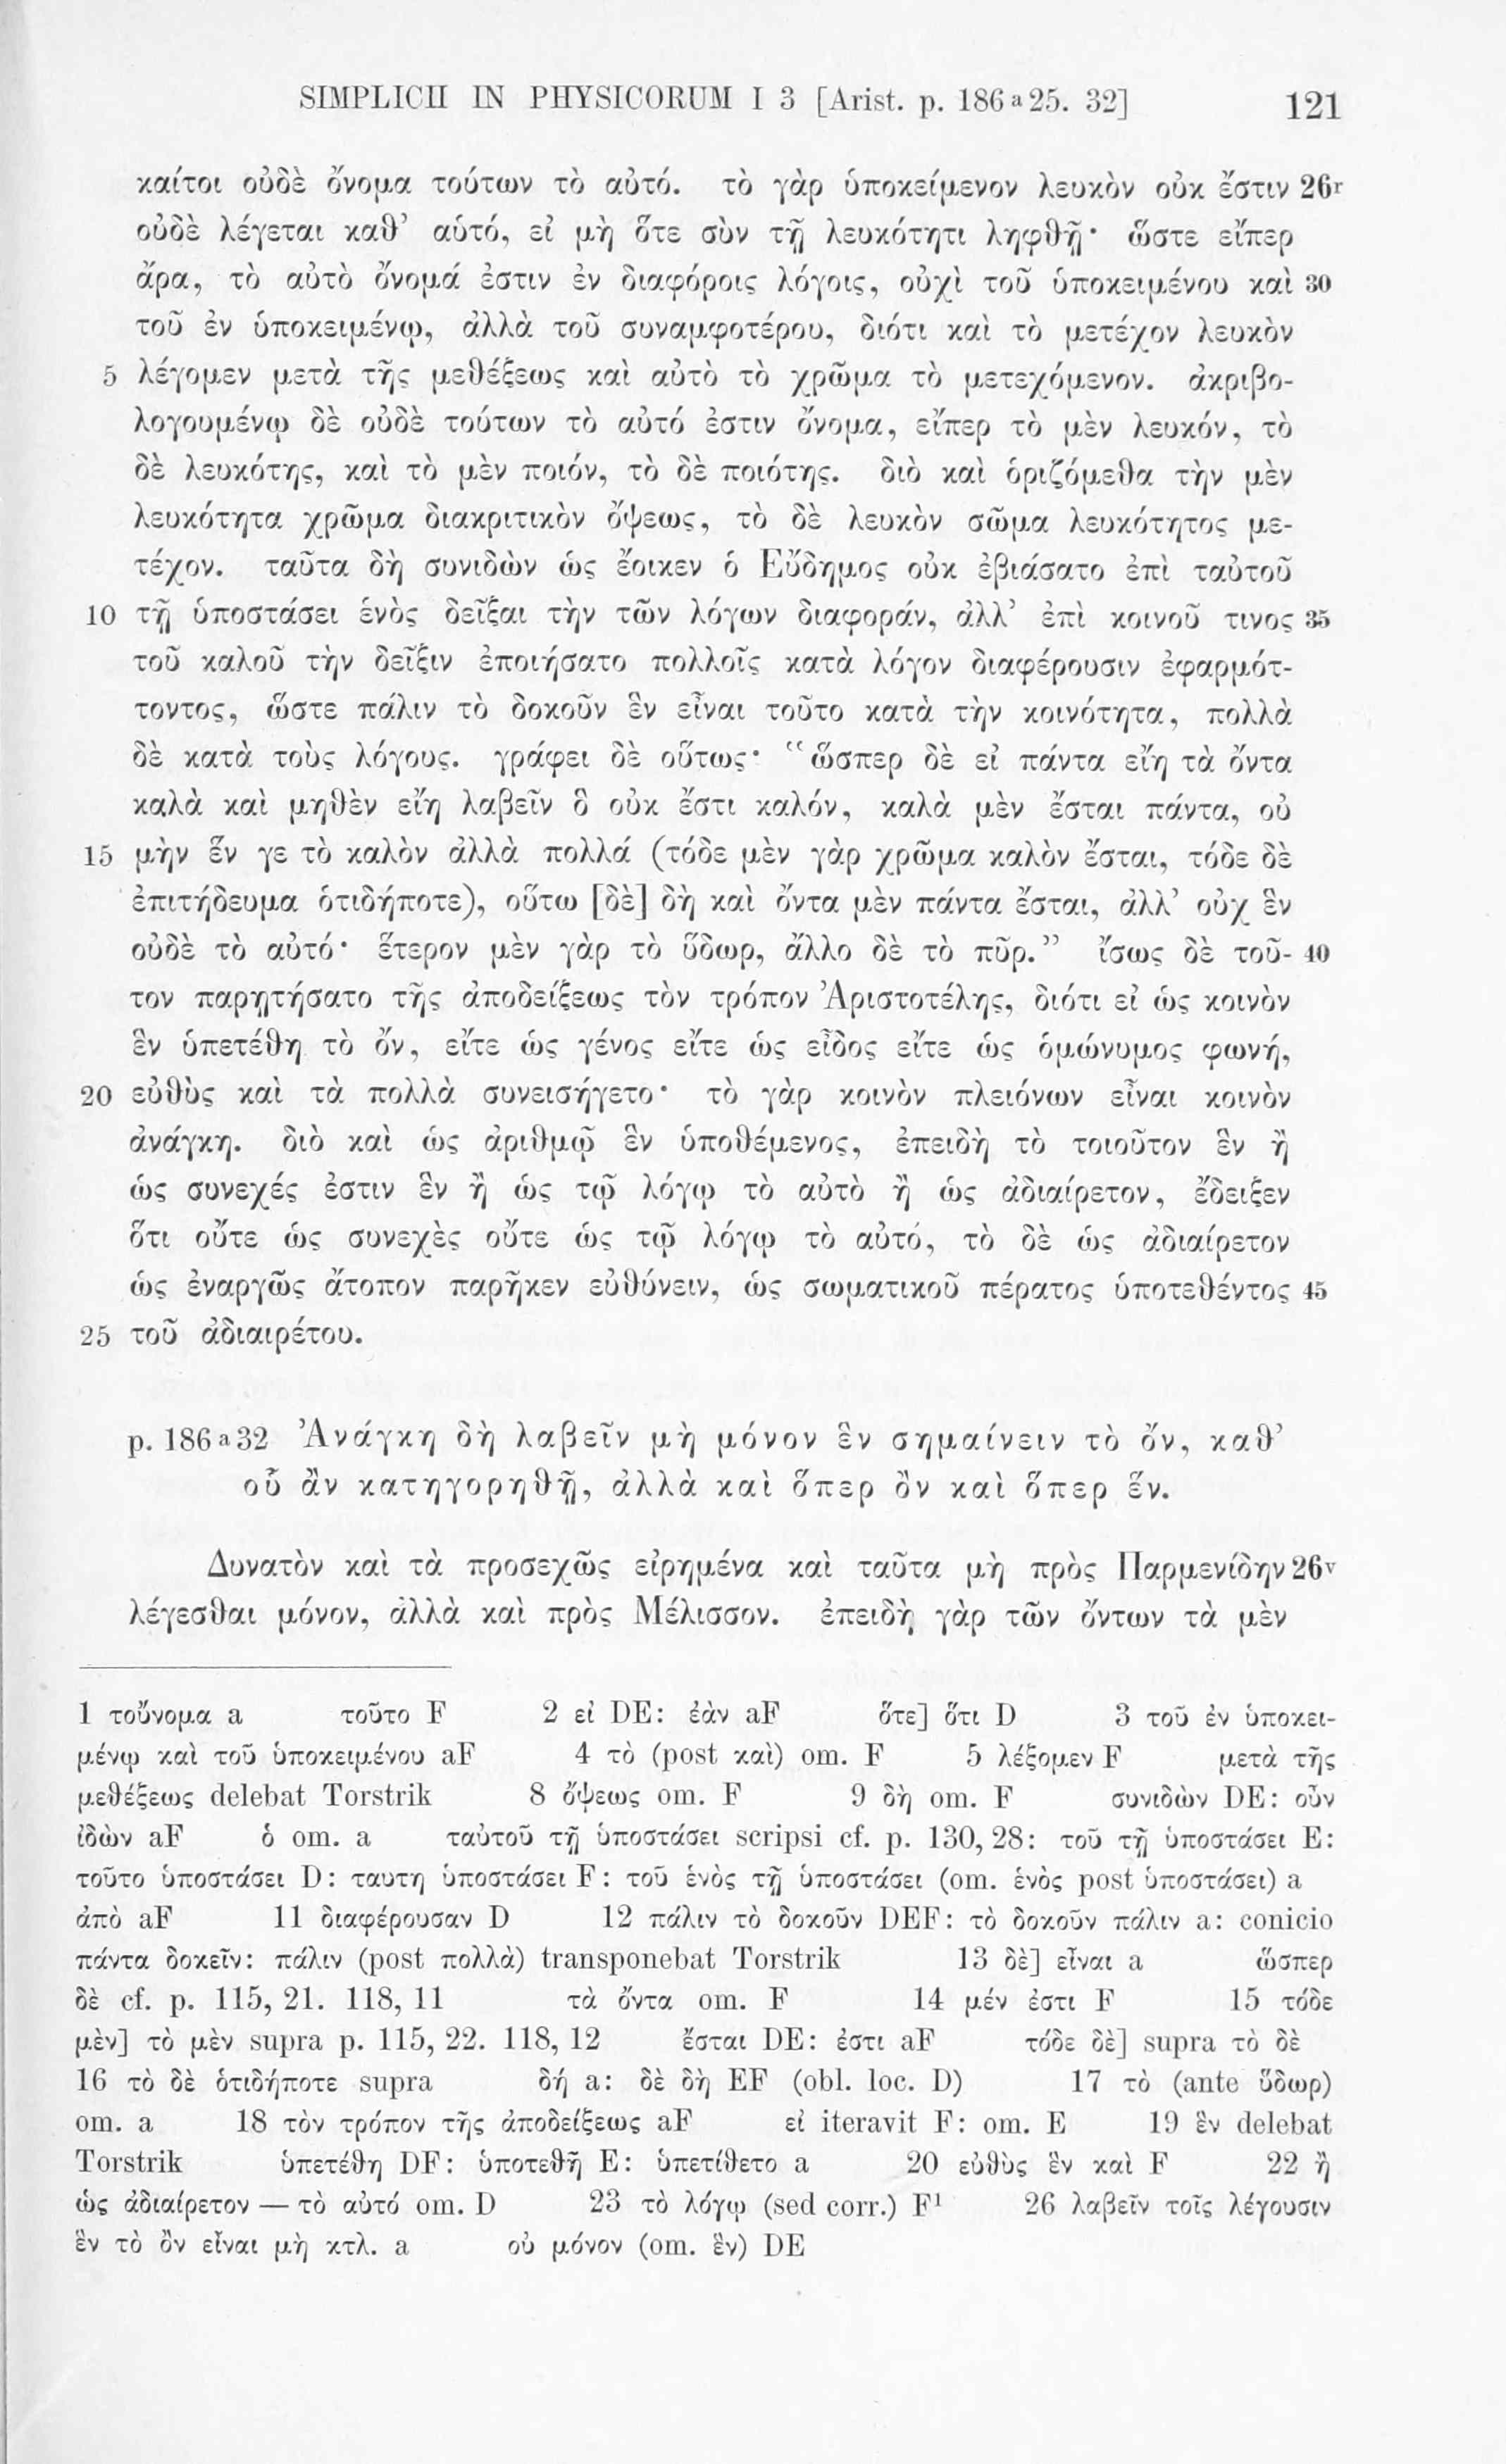 SIMPLICII IN PHYSICORUM I 3 [Arist. p. 186 a 25. 32] 121
καίτοι οὐδὲ ὄνομα τούτων τὸ αὐτό. τὸ γὰρ ὑποκείμενον λευκὸν οὐκ ἔστιν 26r
οὐδὲ λέγεται καθ’ αὑτό, εἰ μὴ ὅτε σὺν τῇ λευκότητι ληφθῇ· ὥστε εἴπερ
ἄρα, τὸ αὐτὸ ὄνομά ἐστιν ἐν διαφόροις λόγοις, οὐχὶ τοῦ ὑποκειμένου καὶ 30
τοῦ ἐν ὑποκειμένῳ, ἀλλὰ τοῦ συναμφοτέρου, διότι καὶ τὸ μετέχον λευκὸν
5 λέγομεν μετὰ τῆς μεθέξεως καὶ αὐτὸ τὸ χρῶμα τὸ μετεχόμενον. ἀκριβο-
λογουμένῳ δὲ οὐδὲ τούτων τὸ αὐτό ἐστιν ὄνομα, εἴπερ τὸ μὲν λευκόν, τὸ
δὲ λευκότης, καὶ τὸ μὲν ποιόν, τὸ δὲ ποιότης. διὸ καὶ ὁριζόμεθα τὴν μὲν
λευκότητα χρῶμα διακριτικὸν ὄψεως, τὸ δὲ λευκὸν σῶμα λευκότητος με-
τέχον. ταῦτα δὴ συνιδὼν ὡς ἔοικεν ὁ Εὔδημος οὐκ ἐβιάσατο ἐπὶ ταὐτοῦ
10 τῇ ὑποστάσει ἑνὸς δεῖξαι τὴν τῶν λόγων διαφοράν, ἀλλ’ ἐπὶ κοινοῦ τινος 35
τοῦ καλοῦ τὴν δεῖξιν ἐποιήσατο πολλοῖς κατὰ λόγον διαφέρουσιν ἐφαρμότ-
τοντος, ὥστε πάλιν τὸ δοκοῦν ἓν εἶναι τοῦτο κατὰ τὴν κοινότητα, πολλὰ
δὲ κατὰ τοὺς λόγους. γράφει δὲ οὕτως· “ὥσπερ δὲ εἰ πάντα εἴη τὰ ὄντα
καλὰ καὶ μηθὲν εἴη λαβεῖν ὃ οὐκ ἔστι καλόν, καλὰ μὲν ἔσται πάντα, οὐ
15 μὴν ἕν γε τὸ καλὸν ἀλλὰ πολλά (τόδε μὲν γὰρ χρῶμα καλὸν ἔσται, τόδε δὲ
ἐπιτήδευμα ὁτιδήποτε), οὕτω [δὲ] δὴ καὶ ὄντα μὲν πάντα ἔσται, ἀλλ’ οὐχ ἓν
οὐδὲ τὸ αὐτό· ἕτερον μὲν γὰρ τὸ ὕδωρ, ἄλλο δὲ τὸ πῦρ.” ἴσως δὲ τοῦ- 40
τον παρῃτήσατο τῆς ἀποδείξεως τὸν τρόπον Ἀριστοτέλης, διότι εἰ ὡς κοινὸν
ἓν ὑπετέθη τὸ ὄν, εἴτε ὡς γένος εἴτε ὡς εἶδος εἴτε ὡς ὁμώνυμος φωνή,
20 εὐθὺς καὶ τὰ πολλὰ συνεισήγετο· τὸ γὰρ κοινὸν πλειόνων εἶναι κοινὸν
ἀνάγκη. διὸ καὶ ὡς ἀριθμῷ ἓν ὑποθέμενος, ἐπειδὴ τὸ τοιοῦτον ἓν ἢ
ὡς συνεχές ἐστιν ἓν ἢ ὡς τῷ λόγῳ τὸ αὐτὸ ἢ ὡς ἀδιαίρετον, ἔδειξεν
ὅτι οὔτε ὡς συνεχὲς οὔτε ὡς τῷ λόγῳ τὸ αὐτό, τὸ δὲ ὡς ἀδιαίρετον
ὡς ἐναργῶς ἄτοπον παρῆκεν εὐθύνειν, ὡς σωματικοῦ πέρατος ὑποτεθέντος 45
25 τοῦ ἀδιαιρέτου.
p. 186 a 32 Ἀνάγκη δὴ λαβεῖν μὴ μόνον ἓν σημαίνειν τὸ ὄν, καθ’
οὗ ἂν κατηγορηθῇ, ἀλλὰ καὶ ὅπερ ὂν καὶ ὅπερ ἕν.
Δυνατὸν καὶ τὰ προσεχῶς εἰρημένα καὶ ταῦτα μὴ πρὸς Παρμενίδην 26v
λέγεσθαι μόνον, ἀλλὰ καὶ πρὸς Μέλισσον. ἐπειδὴ γὰρ τῶν ὄντων τὰ μὲν
1 τοὔνομα a τοῦτο F 2 εἰ DE: ἐὰν aF ὅτε] ὅτι D 3 τοῦ ἐν ὑποκει-
μένῳ καὶ τοῦ ὑποκειμένου aF 4 τὸ (post καὶ) om. F 5 λέξομεν F μετὰ τῆς
μεθέξεως delebat Torstrik 8 ὄψεως om. F 9 δὴ om. F συνιδὼν DE: οὖν
ἰδὼν aF ὁ om. a ταὐτοῦ τῇ ὑποστάσει scripsi cf. p. 130, 28: τοῦ τῇ ὑποστάσει E:
τοῦτο ὑποστάσει D: ταυτη ὑποστάσει F: τοῦ ἑνὸς τῇ ὑποστάσει (om. ἑνὸς post ὑποστάσει) a
ἀπὸ aF 11 διαφέρουσαν D 12 πάλιν τὸ δοκοῦν DEF: τὸ δοκοῦν πάλιν a: conicio
πάντα δοκεῖν: πάλιν (post πολλὰ) transponebat Torstrik 13 δὲ] εἶναι a ὥσπερ
δὲ cf. p. 115, 21. 118, 11 τὰ ὄντα om. F 14 μέν ἐστι F 15 τόδε
μὲν] τὸ μὲν supra p. 115, 22. 118, 12 ἔσται DE: ἐστι aF τόδε δὲ] supra τὸ δὲ
16 τὸ δὲ ὁτιδήποτε supra δή a: δὲ δὴ EF (obl. loc. D) 17 τὸ (ante ὕδωρ)
om. a 18 τὸν τρόπον τῆς ἀποδείξεως aF εἰ iteravit F: om. E 19 ἓν delebat
Torstrik ὑπετέθη DF: ὑποτεθῇ E: ὑπετίθετο a 20 εὐθὺς ἓν καὶ F 22 ἢ
ὡς ἀδιαίρετον — τὸ αὐτό om. D 23 τὸ λόγῳ (sed corr.) F¹ 26 λαβεῖν τοῖς λέγουσιν
ἓν τὸ ὂν εἶναι μὴ κτλ. a οὐ μόνον (om. ἓν) DE